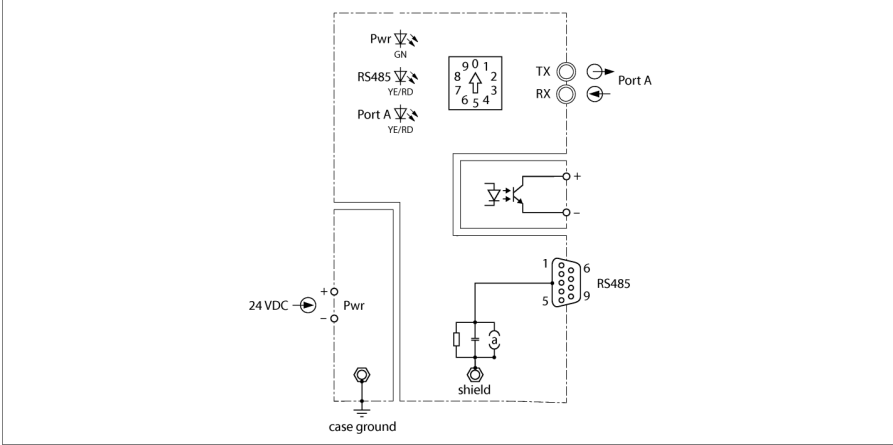 Pwr
GN
RS485
YE/RD
Port A
YE/RD
9 0 1
8 2
7 3
6 5 4
TX
RX
Port A
+
–
1
6
5
9
RS485
24 VDC
+
–
Pwr
a
shield
case ground